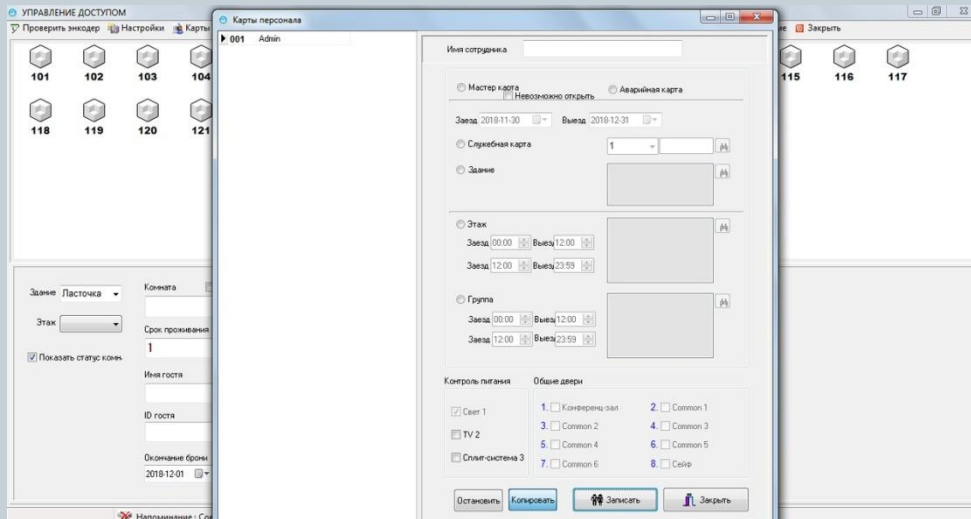 УПРАВЛЕНИЕ ДОСТУПОМ
Проверить энкодер Настройки Карты
Закрыть
101 102 103 104
115 116 117
118 119 120 121
Здание Ласточка
Этаж
Показать статус комн
Комната
Срок проживания
1
Имя гостя
ID гостя
Окончание брони
2018-12-01
Напоминание : Сое
Карты персонала
001 Admin
Имя сотрудника
Мастер карта
Невозможно открыть
Аварийная карта
Заезд 2018-11-30 Выезд 2018-12-31
Служебная карта 1
Здание
Этаж
Заезд 00:00 Выезд 12:00
Заезд 12:00 Выезд 23:59
Группа
Заезд 00:00 Выезд 12:00
Заезд 12:00 Выезд 23:59
Контроль питания
Свет 1
TV 2
Сплит-система 3
Общие двери
1. Конференц-зал 2. Common 1
3. Common 2 4. Common 3
5. Common 4 6. Common 5
7. Common 6 8. Сейф
Остановить Копировать Записать Закрыть